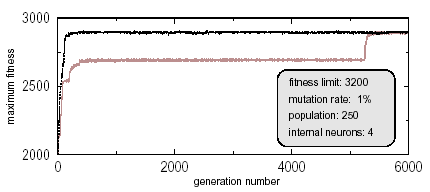 3000
2500
2000
maximum fitness
fitness limit: 3200
mutation rate: 1%
population: 250
internal neurons: 4
0
2000
4000
6000
generation number